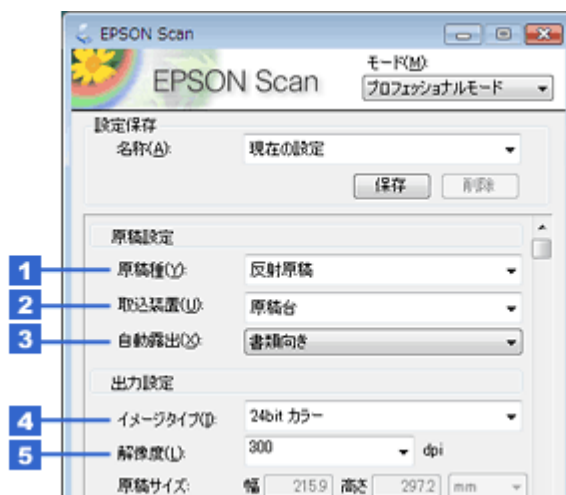 EPSON Scan
EPSON Scan
モード(M):
プロフェッショナルモード
設定保存
名称(A):
現在の設定
保存
削除
原稿設定
1
原稿種(Y):
反射原稿
2
取込装置(U):
原稿台
3
自動露出(X):
書類向き
出力設定
4
イメージタイプ(I):
24bit カラー
5
解像度(L):
300
dpi
原稿サイズ:
幅
215.9
高さ
297.2
mm